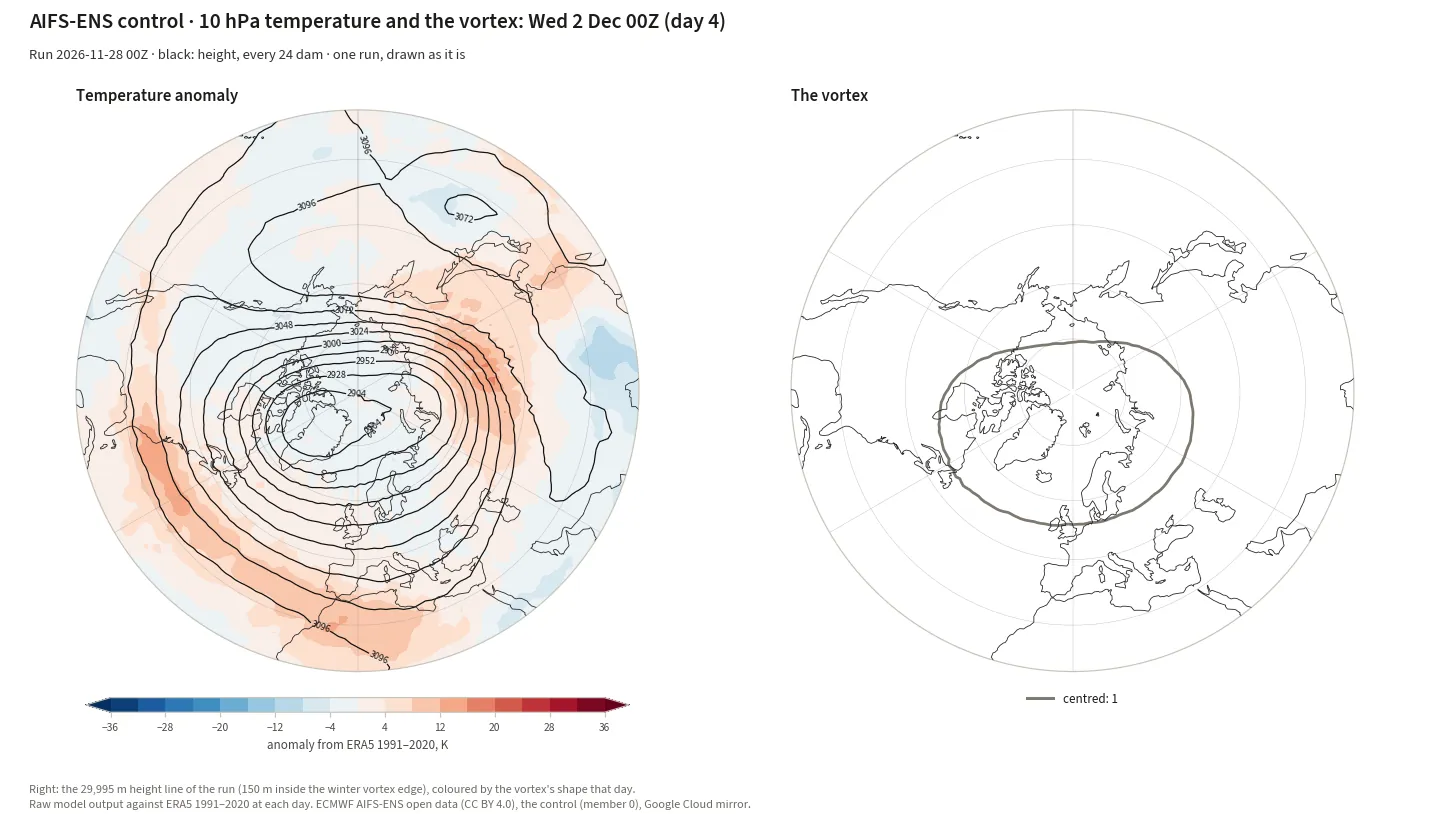 AIFS-ENS control · 10 hPa temperature and the vortex: Wed 2 Dec 00Z (day 4)
Run 2026-11-28 00Z · black: height, every 24 dam · one run, drawn as it is
Temperature anomaly
The vortex
3096
3096
3072
3072
3048
3024
3000
2976
2952
2928
2904
3096
3096
centred: 1
−36 −28 −20 −12 −4 4 12 20 28 36
anomaly from ERA5 1991–2020, K
Right: the 29,995 m height line of the run (150 m inside the winter vortex edge), coloured by the vortex's shape that day.
Raw model output against ERA5 1991–2020 at each day. ECMWF AIFS-ENS open data (CC BY 4.0), the control (member 0), Google Cloud mirror.